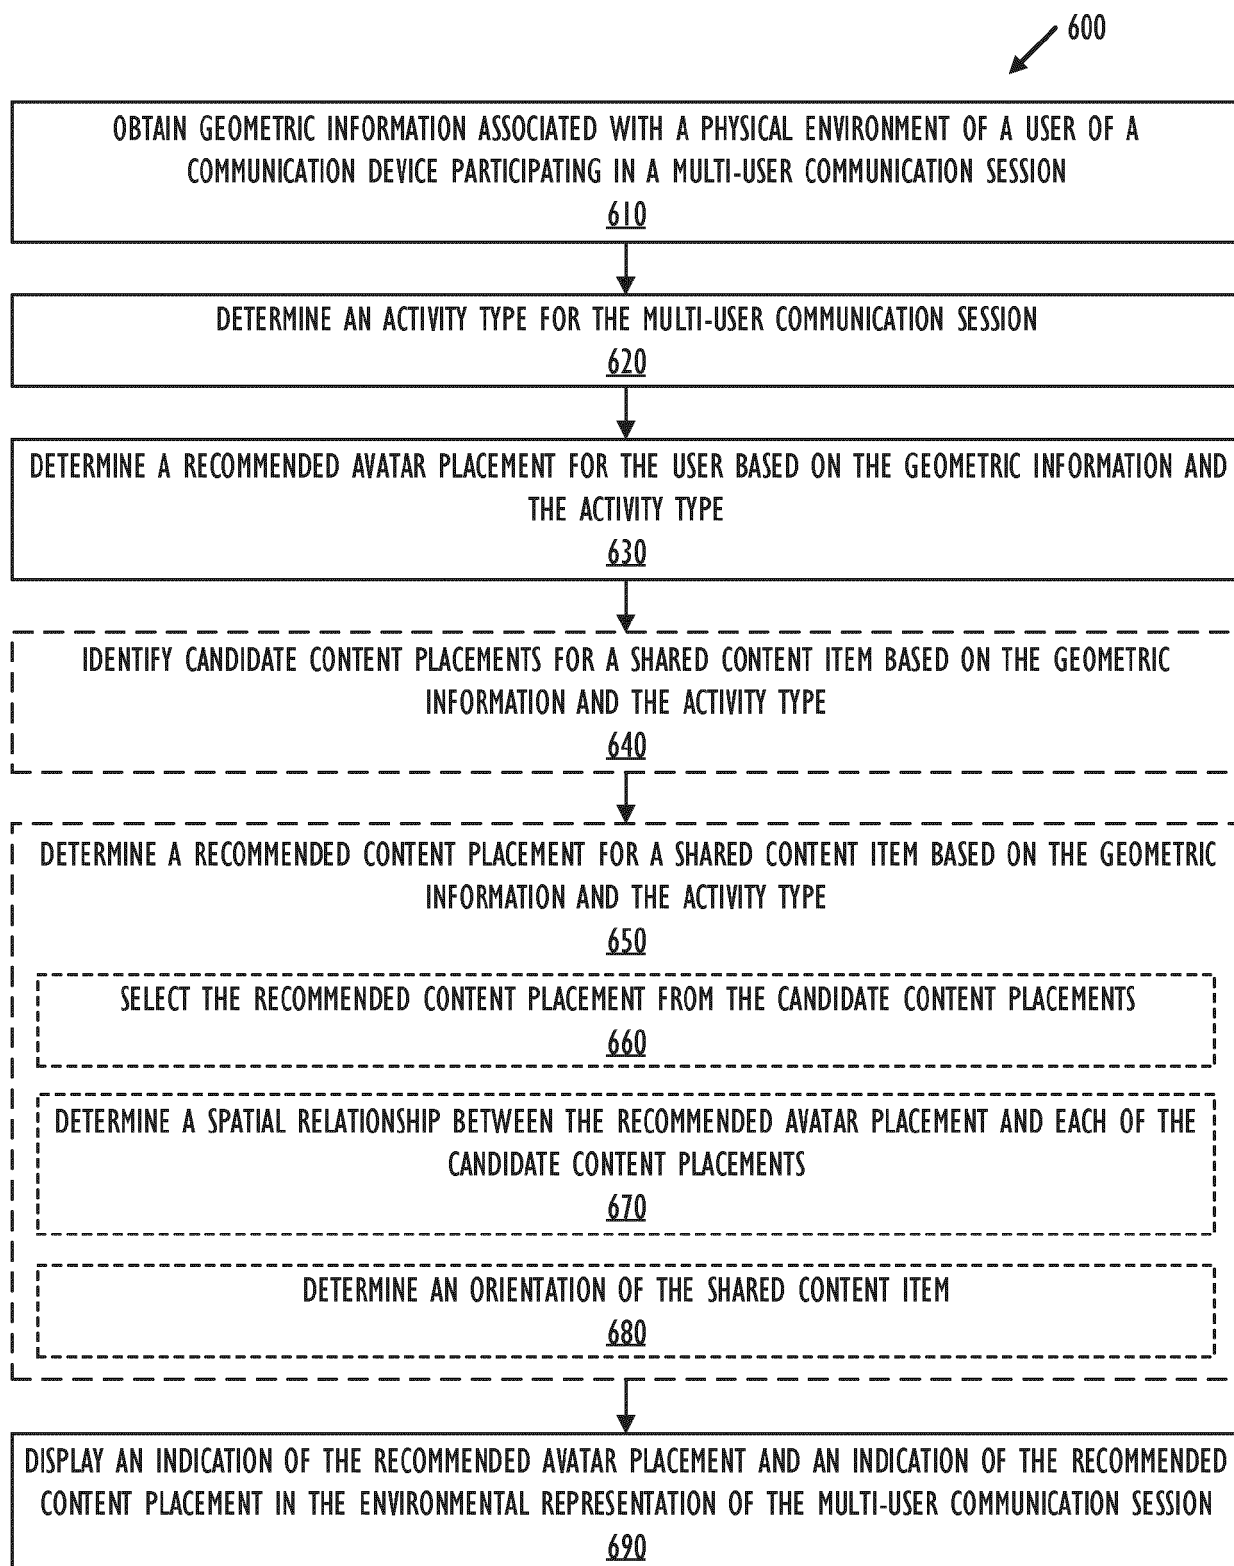 600
OBTAIN GEOMETRIC INFORMATION ASSOCIATED WITH A PHYSICAL ENVIRONMENT OF A USER OF A
COMMUNICATION DEVICE PARTICIPATING IN A MULTI-USER COMMUNICATION SESSION
610
DETERMINE AN ACTIVITY TYPE FOR THE MULTI-USER COMMUNICATION SESSION
620
DETERMINE A RECOMMENDED AVATAR PLACEMENT FOR THE USER BASED ON THE GEOMETRIC INFORMATION AND
THE ACTIVITY TYPE
630
IDENTIFY CANDIDATE CONTENT PLACEMENTS FOR A SHARED CONTENT ITEM BASED ON THE GEOMETRIC
INFORMATION AND THE ACTIVITY TYPE
640
DETERMINE A RECOMMENDED CONTENT PLACEMENT FOR A SHARED CONTENT ITEM BASED ON THE GEOMETRIC
INFORMATION AND THE ACTIVITY TYPE
650
SELECT THE RECOMMENDED CONTENT PLACEMENT FROM THE CANDIDATE CONTENT PLACEMENTS
660
DETERMINE A SPATIAL RELATIONSHIP BETWEEN THE RECOMMENDED AVATAR PLACEMENT AND EACH OF THE
CANDIDATE CONTENT PLACEMENTS
670
DETERMINE AN ORIENTATION OF THE SHARED CONTENT ITEM
680
DISPLAY AN INDICATION OF THE RECOMMENDED AVATAR PLACEMENT AND AN INDICATION OF THE RECOMMENDED
CONTENT PLACEMENT IN THE ENVIRONMENTAL REPRESENTATION OF THE MULTI-USER COMMUNICATION SESSION
690